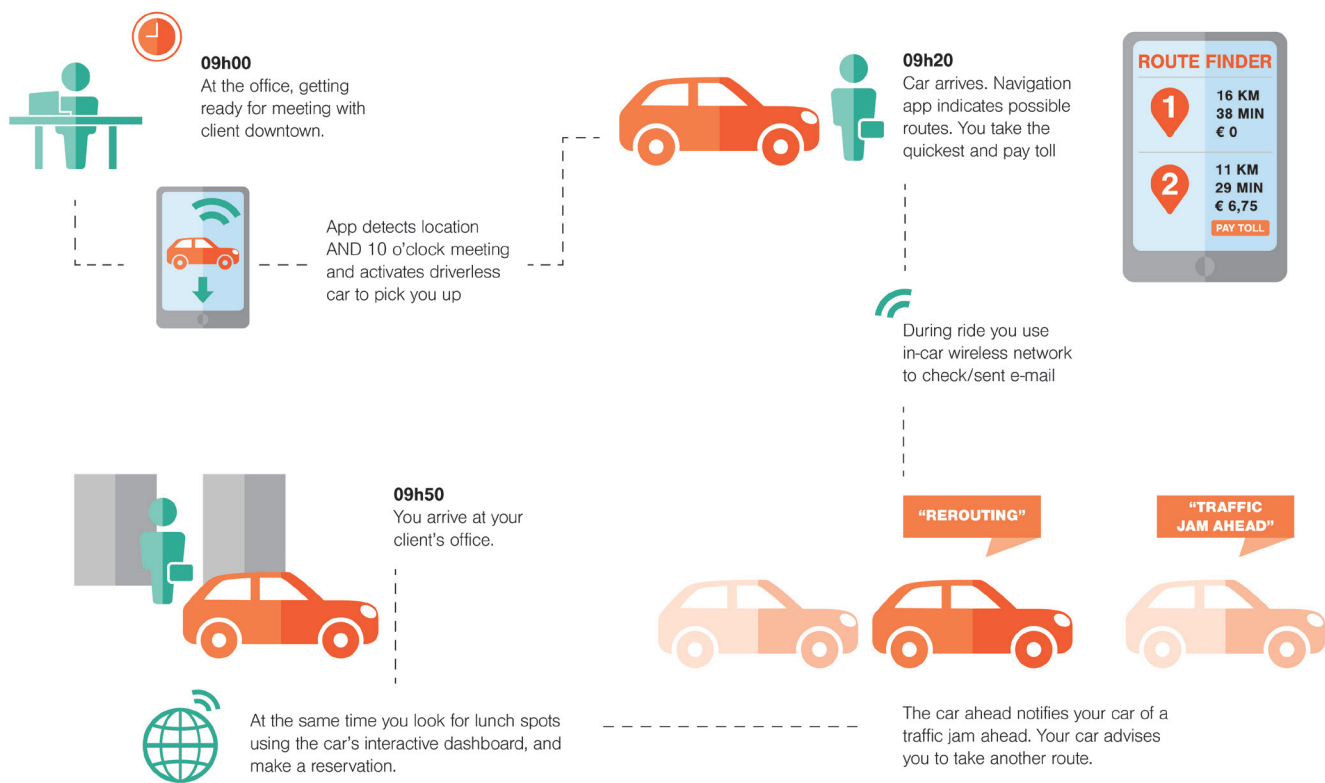 09h00
At the office, getting
ready for meeting with
client downtown.
App detects location
AND 10 o'clock meeting
and activates driverless
car to pick you up
09h20
Car arrives. Navigation
app indicates possible
routes. You take the
quickest and pay toll
ROUTE FINDER
1
16 KM
38 MIN
€ 0
2
11 KM
29 MIN
€ 6,75
PAY TOLL
During ride you use
in-car wireless network
to check/sent e-mail
“REROUTING”
“TRAFFIC
JAM AHEAD”
The car ahead notifies your car of a
traffic jam ahead. Your car advises
you to take another route.
At the same time you look for lunch spots
using the car's interactive dashboard, and
make a reservation.
09h50
You arrive at your
client's office.